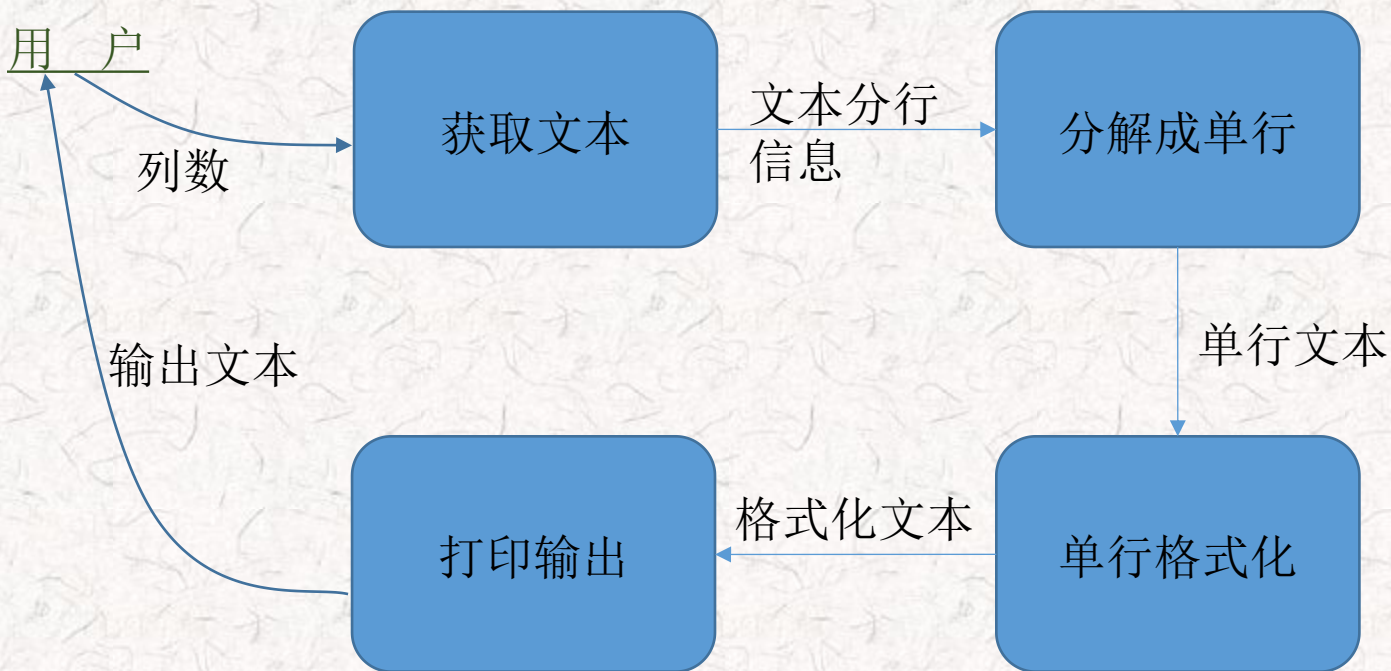 用 户
获取文本
文本分行
信息
分解成单行
列数
输出文本
单行文本
打印输出
格式化文本
单行格式化